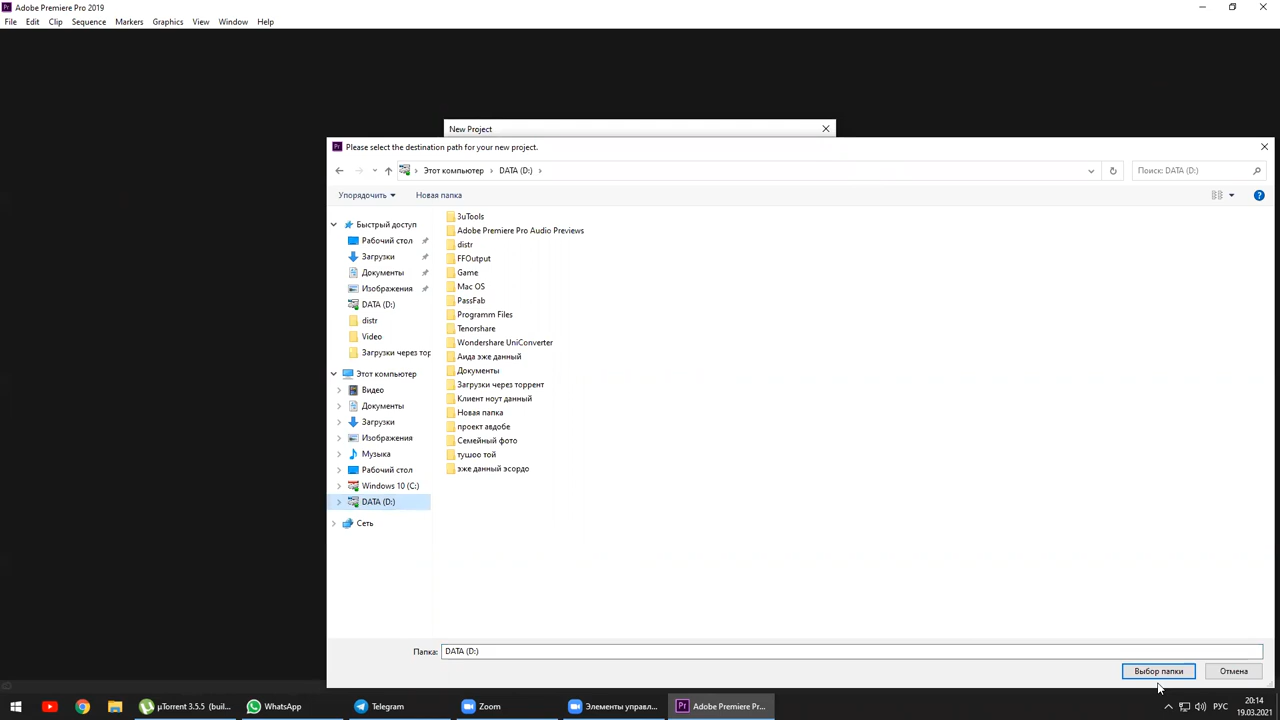 Adobe Premiere Pro 2019
File Edit Clip Sequence Markers Graphics View Window Help
New Project
Please select the destination path for your new project.
Этот компьютер › DATA (D:) ›
Поиск: DATA (D:)
Упорядочить Новая папка
Быстрый доступ
Рабочий стол
Загрузки
Документы
Изображения
DATA (D:)
distr
Video
Загрузки через тор
Этот компьютер
Видео
Документы
Загрузки
Изображения
Музыка
Рабочий стол
Windows 10 (C:)
DATA (D:)
Сеть
3uTools
Adobe Premiere Pro Audio Previews
distr
FFOutput
Game
Mac OS
PassFab
Programm Files
Tenorshare
Wondershare UniConverter
Аида эже данный
Документы
Загрузки через торрент
Клиент ноут данный
Новая папка
проект авдобе
Семейный фото
тушоо той
эже данный эсордо
Папка: DATA (D:)
Выбор папки Отмена
µTorrent 3.5.5 (buil...
WhatsApp
Telegram
Zoom
Элементы управл...
Adobe Premiere Pr...
РУС
20:14
19.03.2021